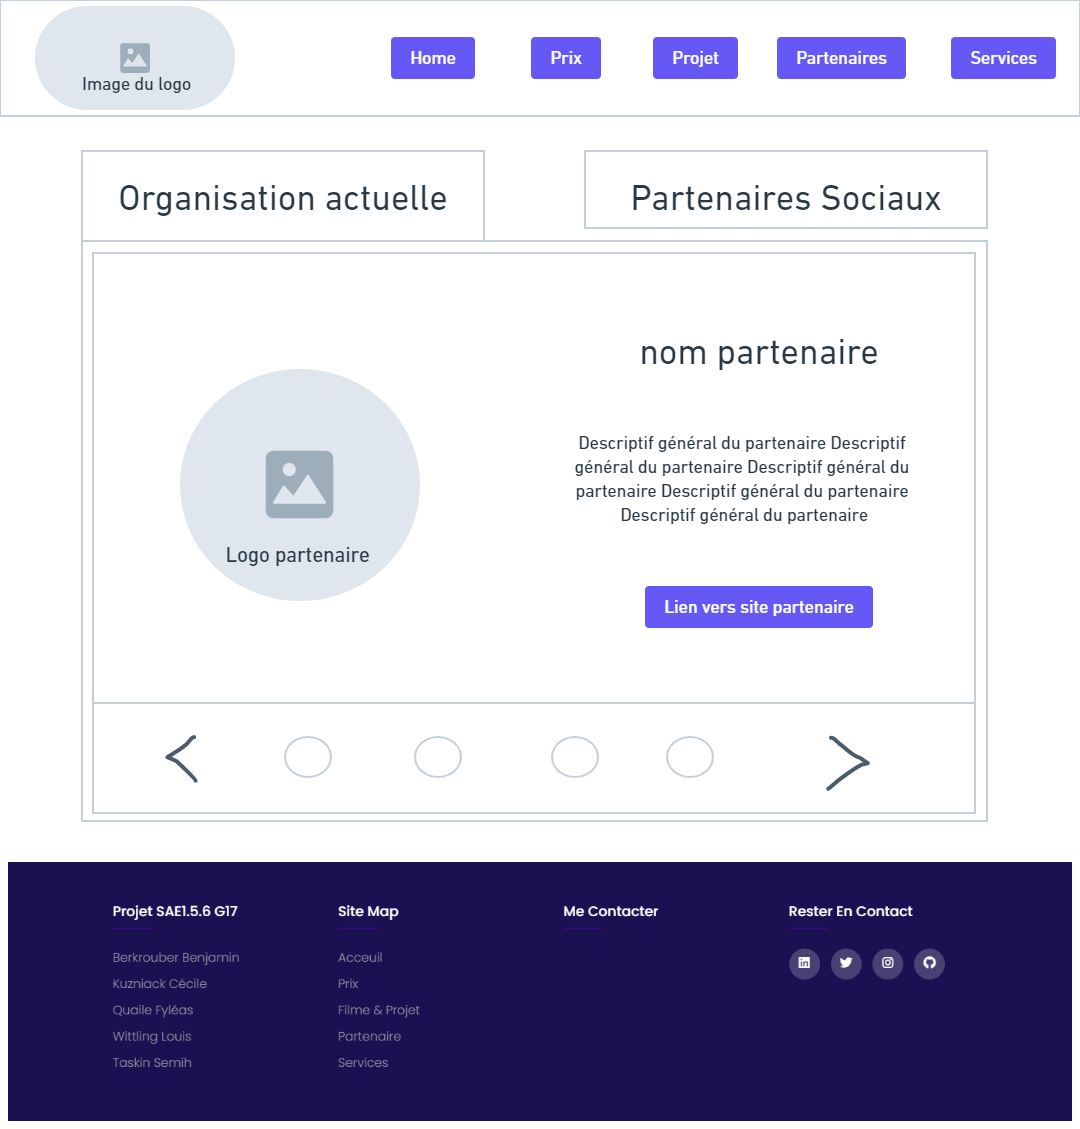 Image du logo
Home
Prix
Projet
Partenaires
Services
Organisation actuelle
Partenaires Sociaux
nom partenaire
Descriptif général du partenaire Descriptif
général du partenaire Descriptif général du
partenaire Descriptif général du partenaire
Descriptif général du partenaire
Logo partenaire
Lien vers site partenaire
Projet SAE1.5.6 G17
Berkrouber Benjamin
Kuzniack Cécile
Quaile Fyléas
Wittling Louis
Taskin Semih
Site Map
Acceuil
Prix
Filme & Projet
Partenaire
Services
Me Contacter
Rester En Contact